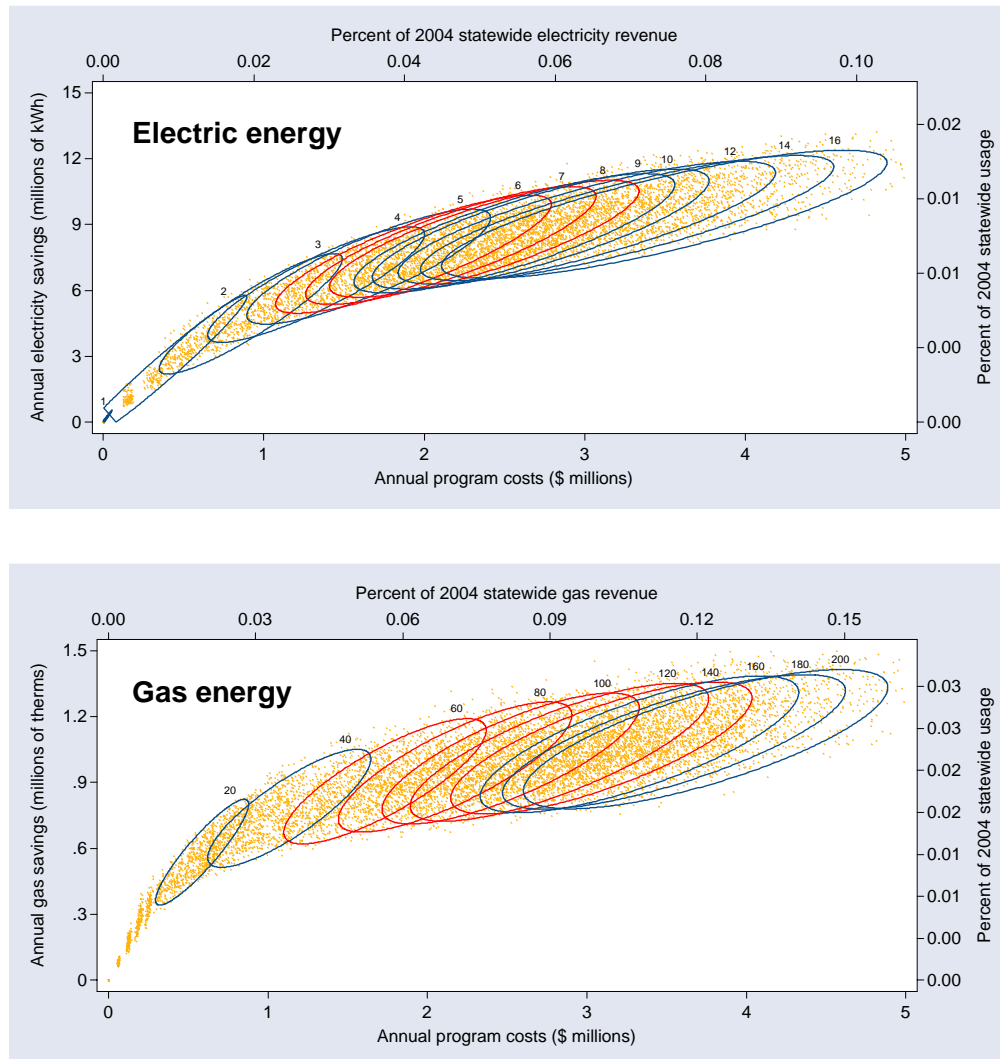 Percent of 2004 statewide electricity revenue
0.00 0.02 0.04 0.06 0.08 0.10
Electric energy
Annual electricity savings (millions of kWh)
15
12
9
6
3
0
1 2 3 4 5 6 7 8 9 10 12 14 16
0.02
0.01
0.01
0.00
0.00
Percent of 2004 statewide usage
0 1 2 3 4 5
Annual program costs ($ millions)
Percent of 2004 statewide gas revenue
0.00 0.03 0.06 0.09 0.12 0.15
Gas energy
Annual gas savings (millions of therms)
1.5
1.2
.9
.6
.3
0
20 40 60 80 100 120 140 160 180 200
0.03
0.03
0.02
0.02
0.01
0.01
0.00
0.00
Percent of 2004 statewide usage
0 1 2 3 4 5
Annual program costs ($ millions)